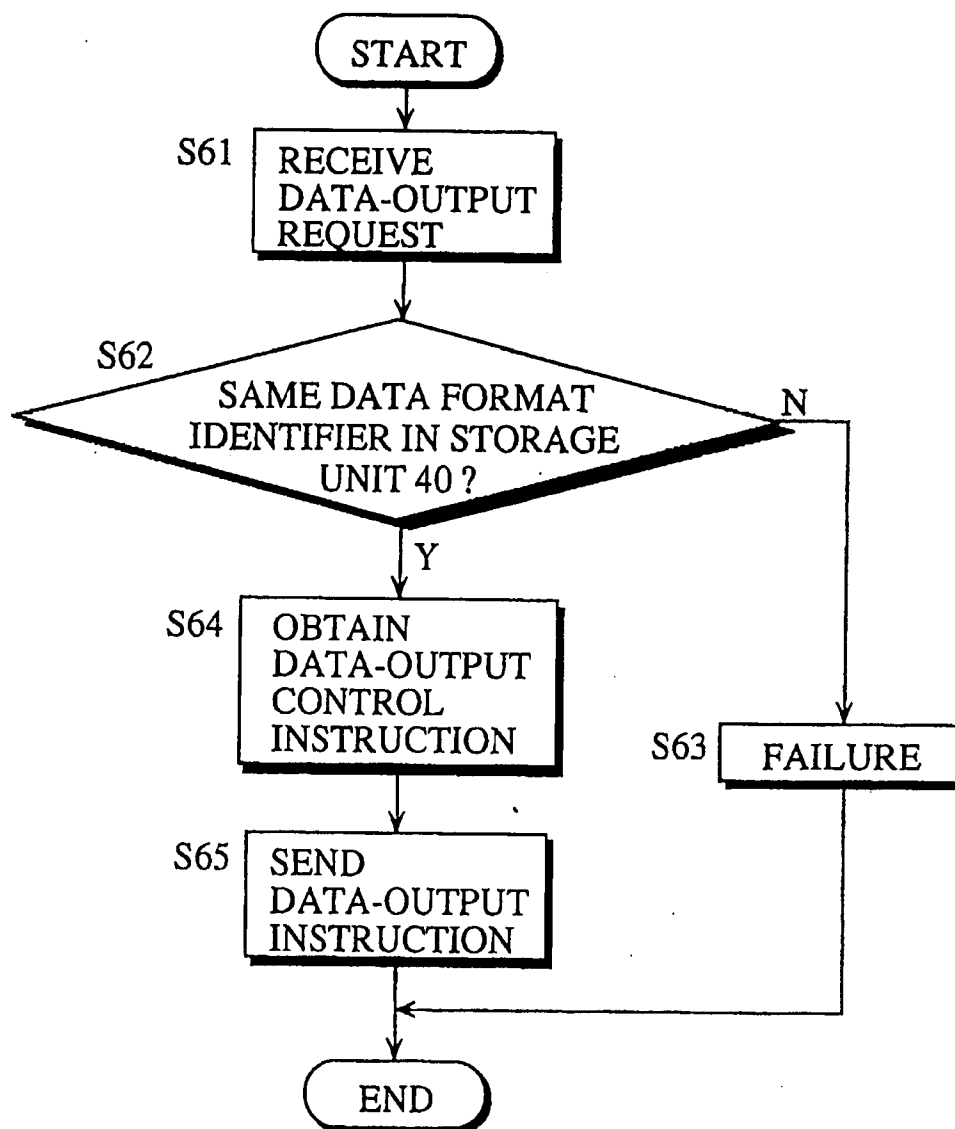 START
S61
RECEIVE
DATA-OUTPUT
REQUEST
S62
SAME DATA FORMAT
IDENTIFIER IN STORAGE
UNIT 40 ?
N
Y
S64
OBTAIN
DATA-OUTPUT
CONTROL
INSTRUCTION
S63
FAILURE
S65
SEND
DATA-OUTPUT
INSTRUCTION
END